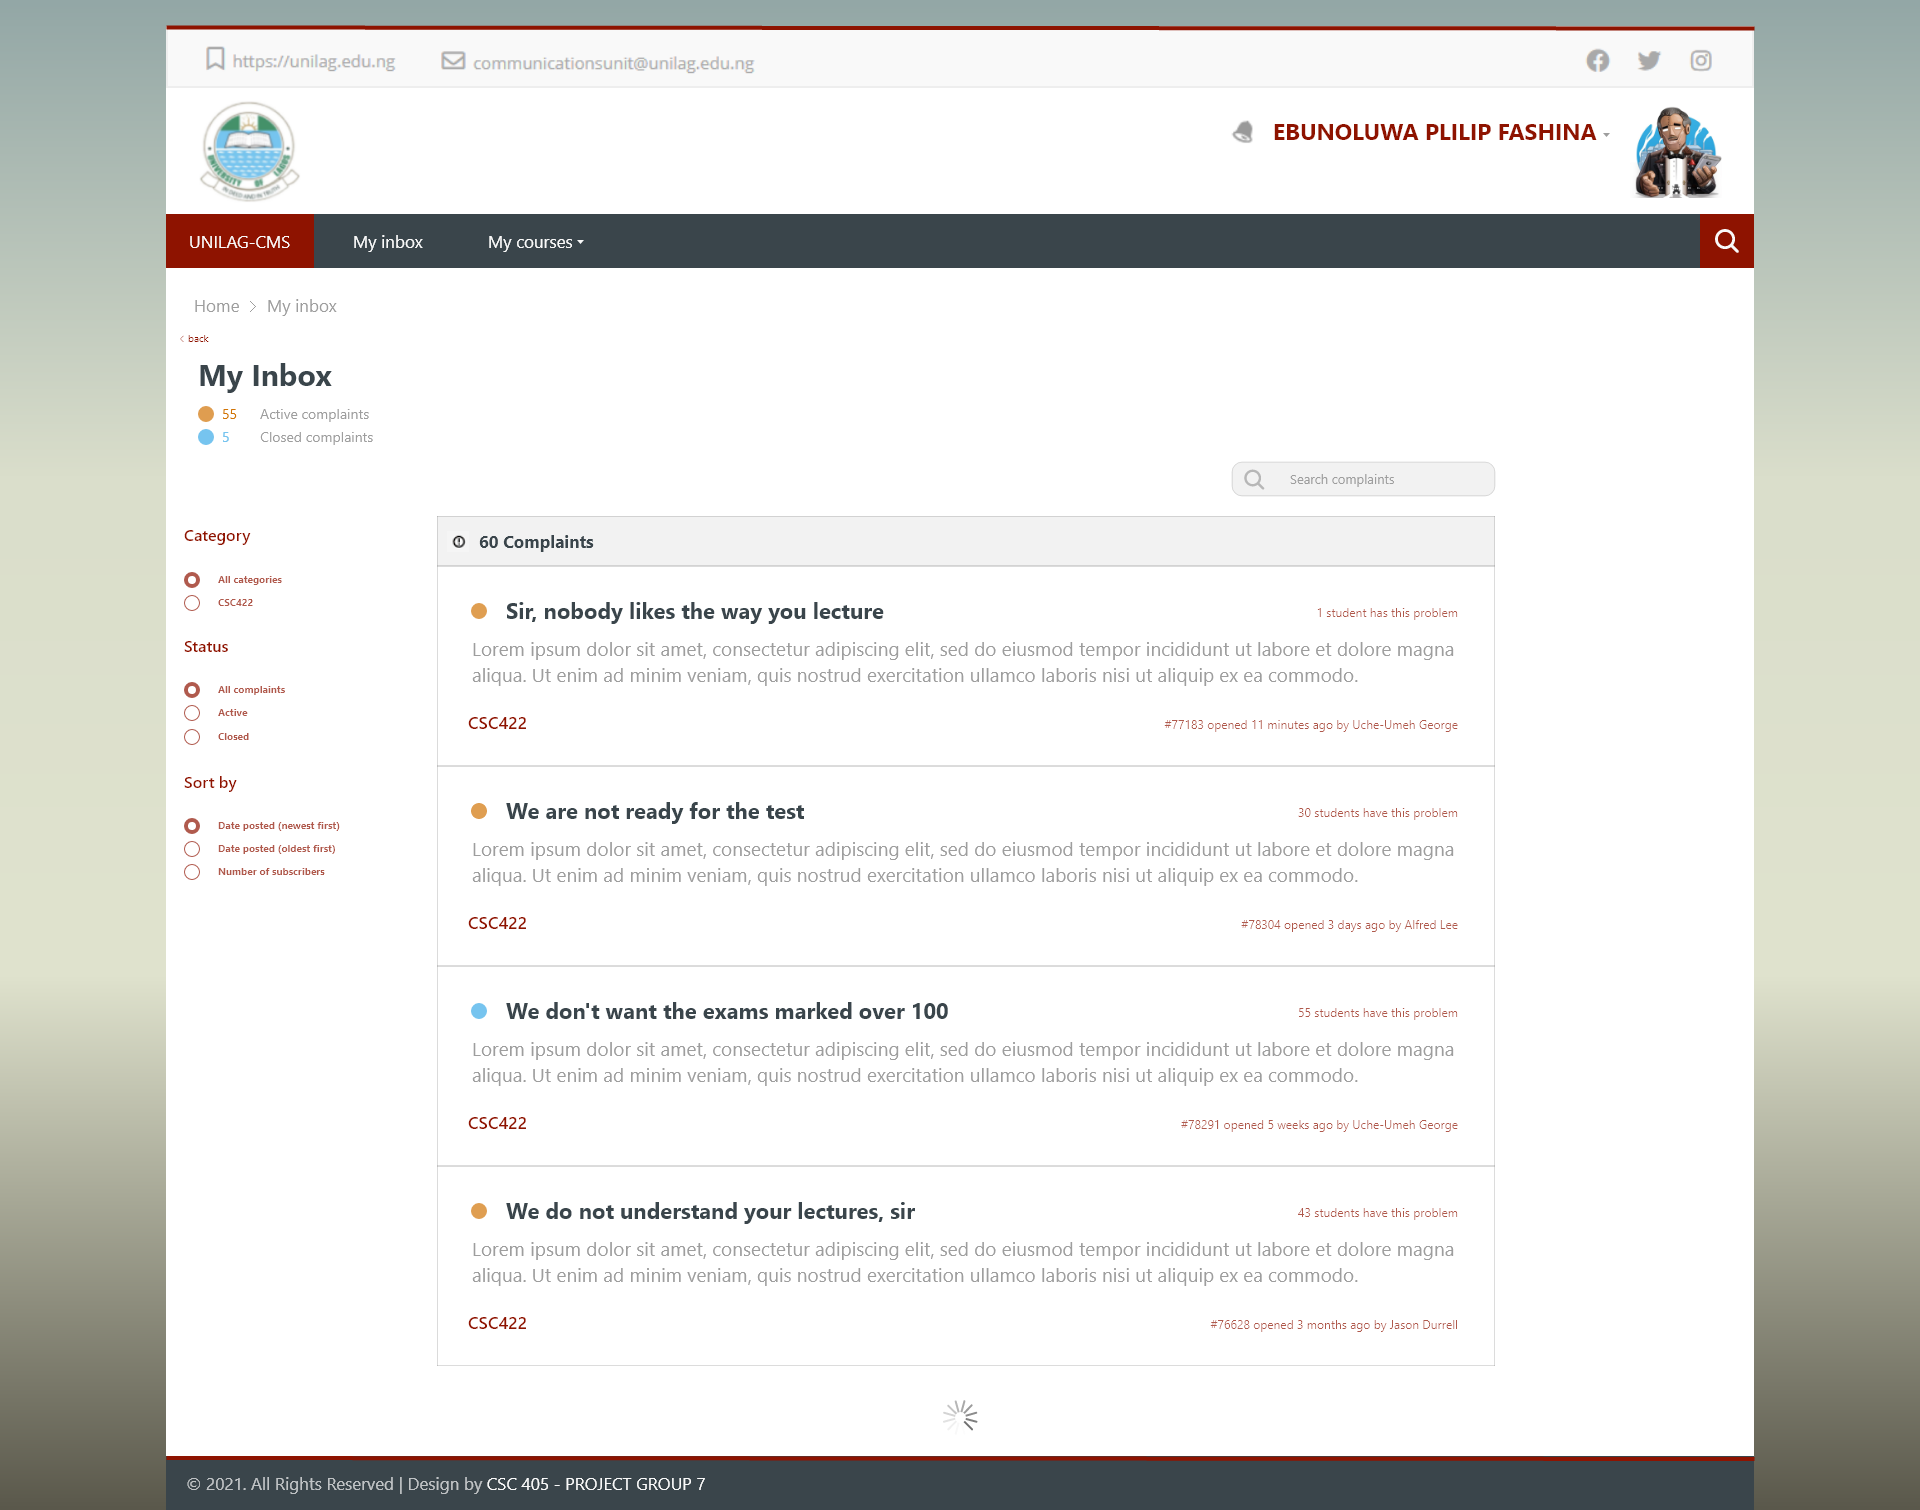 https://unilag.edu.ng
communicationsunit@unilag.edu.ng
UNIVERSITY OF LAGOS
IN DEED AND IN TRUTH
EBUNOLUWA PLILIP FASHINA
UNILAG-CMS
My inbox
My courses
Home > My inbox
‹ back
My Inbox
55 Active complaints
5 Closed complaints
Search complaints
Category
All categories
CSC422
Status
All complaints
Active
Closed
Sort by
Date posted (newest first)
Date posted (oldest first)
Number of subscribers
60 Complaints
Sir, nobody likes the way you lecture
1 student has this problem
Lorem ipsum dolor sit amet, consectetur adipiscing elit, sed do eiusmod tempor incididunt ut labore et dolore magna
aliqua. Ut enim ad minim veniam, quis nostrud exercitation ullamco laboris nisi ut aliquip ex ea commodo.
CSC422
#77183 opened 11 minutes ago by Uche-Umeh George
We are not ready for the test
30 students have this problem
Lorem ipsum dolor sit amet, consectetur adipiscing elit, sed do eiusmod tempor incididunt ut labore et dolore magna
aliqua. Ut enim ad minim veniam, quis nostrud exercitation ullamco laboris nisi ut aliquip ex ea commodo.
CSC422
#78304 opened 3 days ago by Alfred Lee
We don't want the exams marked over 100
55 students have this problem
Lorem ipsum dolor sit amet, consectetur adipiscing elit, sed do eiusmod tempor incididunt ut labore et dolore magna
aliqua. Ut enim ad minim veniam, quis nostrud exercitation ullamco laboris nisi ut aliquip ex ea commodo.
CSC422
#78291 opened 5 weeks ago by Uche-Umeh George
We do not understand your lectures, sir
43 students have this problem
Lorem ipsum dolor sit amet, consectetur adipiscing elit, sed do eiusmod tempor incididunt ut labore et dolore magna
aliqua. Ut enim ad minim veniam, quis nostrud exercitation ullamco laboris nisi ut aliquip ex ea commodo.
CSC422
#76628 opened 3 months ago by Jason Durrell
© 2021. All Rights Reserved | Design by CSC 405 - PROJECT GROUP 7